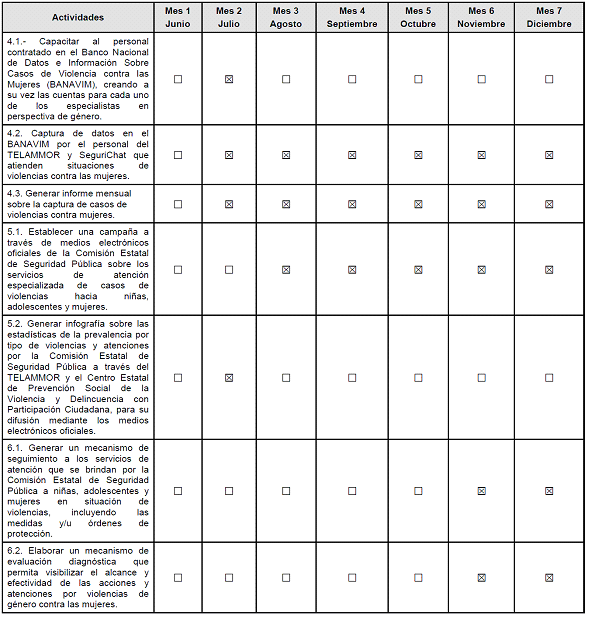 Actividades
Mes 1 Junio
Mes 2 Julio
Mes 3 Agosto
Mes 4 Septiembre
Mes 5 Octubre
Mes 6 Noviembre
Mes 7 Diciembre
4.1.- Capacitar al personal
contratado en el Banco Nacional
de Datos e Información Sobre
Casos de Violencia contra las
Mujeres (BANAVIM), creando a
su vez las cuentas para cada uno
de los especialistas en
perspectiva de género.
☐ ☒ ☐ ☐ ☐ ☐ ☐
4.2. Captura de datos en el
BANAVIM por el personal del
TELAMMOR y SeguriChat que
atienden situaciones de
violencias contra las mujeres.
☐ ☒ ☒ ☒ ☒ ☒ ☒
4.3. Generar informe mensual
sobre la captura de casos de
violencias contra mujeres.
☐ ☒ ☒ ☒ ☒ ☒ ☒
5.1. Establecer una campaña a
través de medios electrónicos
oficiales de la Comisión Estatal
de Seguridad Pública sobre los
servicios de atención
especializada de casos de
violencias hacia niñas,
adolescentes y mujeres.
☐ ☐ ☒ ☒ ☒ ☒ ☒
5.2. Generar infografía sobre las
estadísticas de la prevalencia por
tipo de violencias y atenciones
por la Comisión Estatal de
Seguridad Pública a través del
TELAMMOR y el Centro Estatal
de Prevención Social de la
Violencia y Delincuencia con
Participación Ciudadana, para su
difusión mediante los medios
electrónicos oficiales.
☐ ☒ ☐ ☐ ☐ ☐ ☐
6.1. Generar un mecanismo de
seguimiento a los servicios de
atención que se brindan por la
Comisión Estatal de Seguridad
Pública a niñas, adolescentes y
mujeres en situación de
violencias, incluyendo las
medidas y/u órdenes de
protección.
☐ ☐ ☐ ☐ ☐ ☒ ☒
6.2. Elaborar un mecanismo de
evaluación diagnóstica que
permita visibilizar el alcance y
efectividad de las acciones y
atenciones por violencias de
género contra las mujeres.
☐ ☐ ☐ ☐ ☐ ☒ ☒